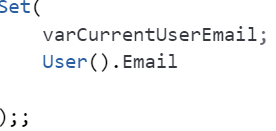 Set(
varCurrentUserEmail;
User().Email
);;